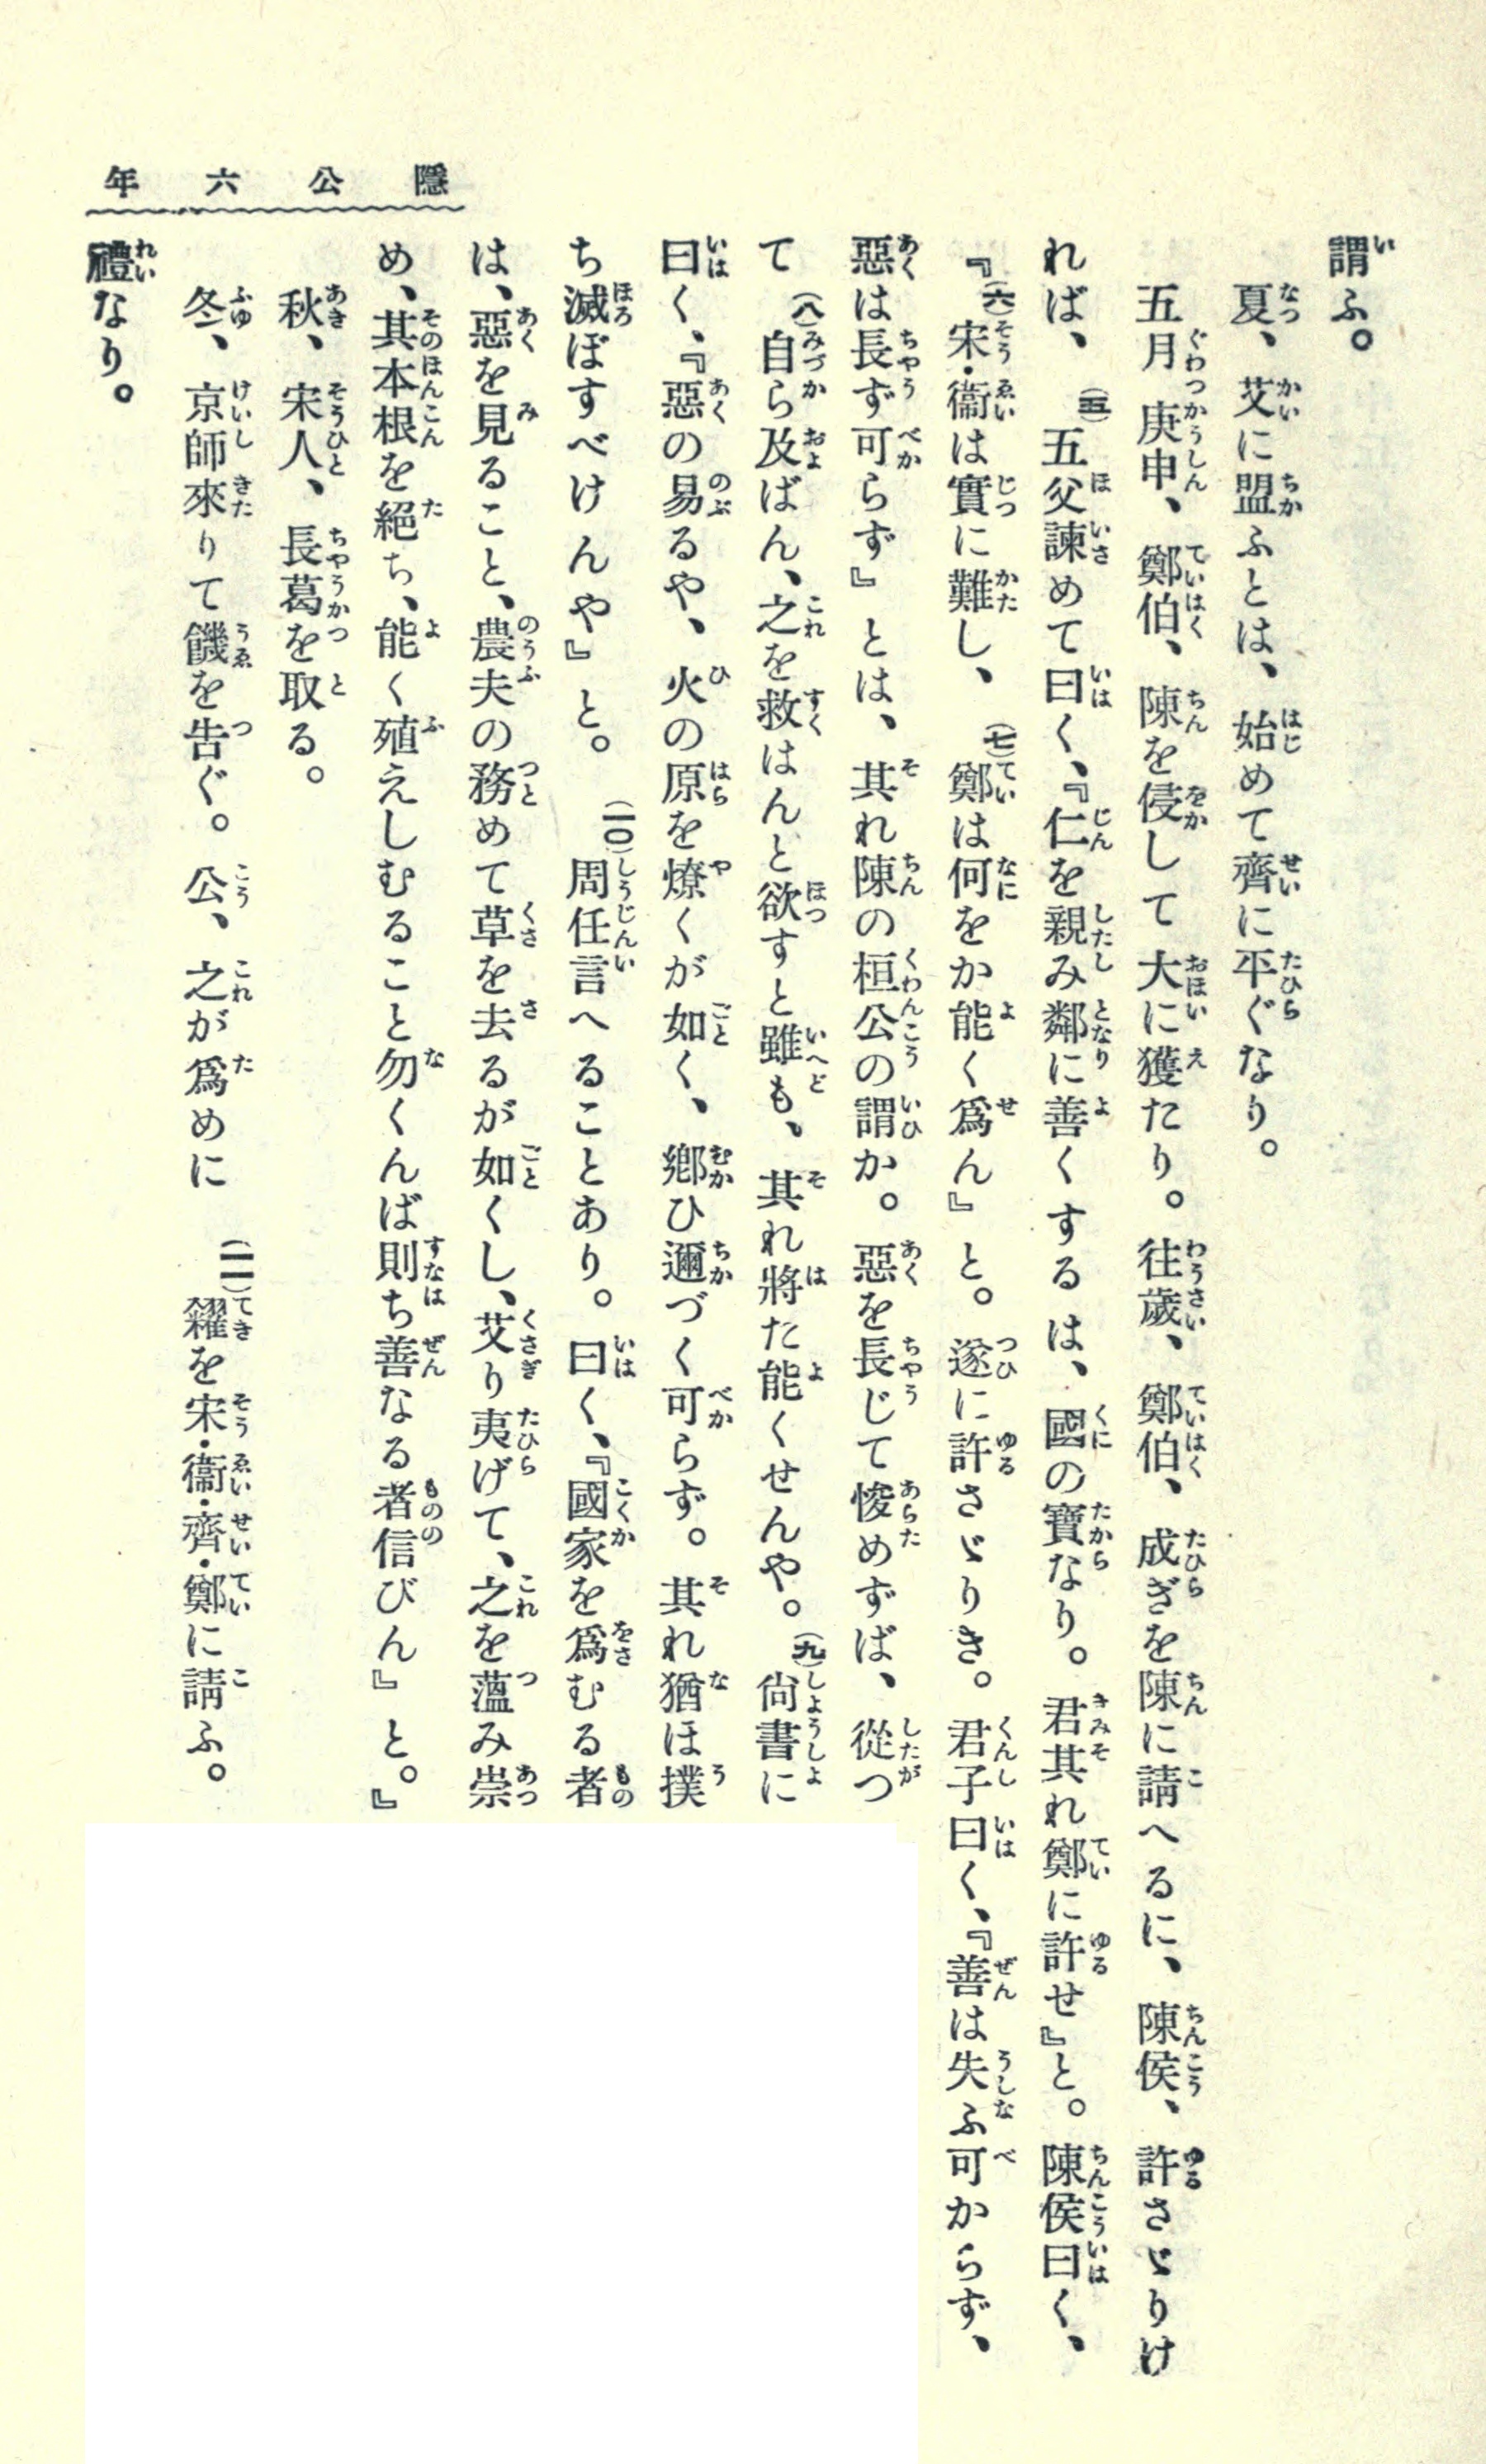 隱公六年
謂ふ。
夏、艾に盟ふとは、始めて齊に平ぐなり。
五月庚申、鄭伯、陳を侵して大に獲たり。往歲、鄭伯、成ぎを陳に請へるに、陳侯、許さゞりけ
れば、（五）五父諫めて曰く、『仁を親み鄰に善くするは、國の寶なり。君其れ鄭に許せ』と。陳侯曰く、
『（六）宋・衞は實に難し、（七）鄭は何をか能く爲ん』と。遂に許さゞりき。君子曰く、『善は失ふ可からず、
惡は長ず可らず』とは、其れ陳の桓公の謂か。惡を長じて悛めずば、從つ
て（八）自ら及ばん、之を救はんと欲すと雖も、其れ將た能くせんや。（九）尙書に
曰く、『惡の易るや、火の原を燎くが如く、鄕ひ邇づく可らず。其れ猶ほ撲
ち滅ぼすべけんや』と。（一〇）周任言へることあり。曰く、『國家を爲むる者
は、惡を見ること、農夫の務めて草を去るが如くし、艾り夷げて、之を薀み崇
め、其本根を絕ち、能く殖えしむること勿くんば則ち善なる者信びん』と。』
秋、宋人、長葛を取る。
冬、京師來りて饑を告ぐ。公、之が爲めに（一一）糴を宋・衞・齊・鄭に請ふ。
禮なり。